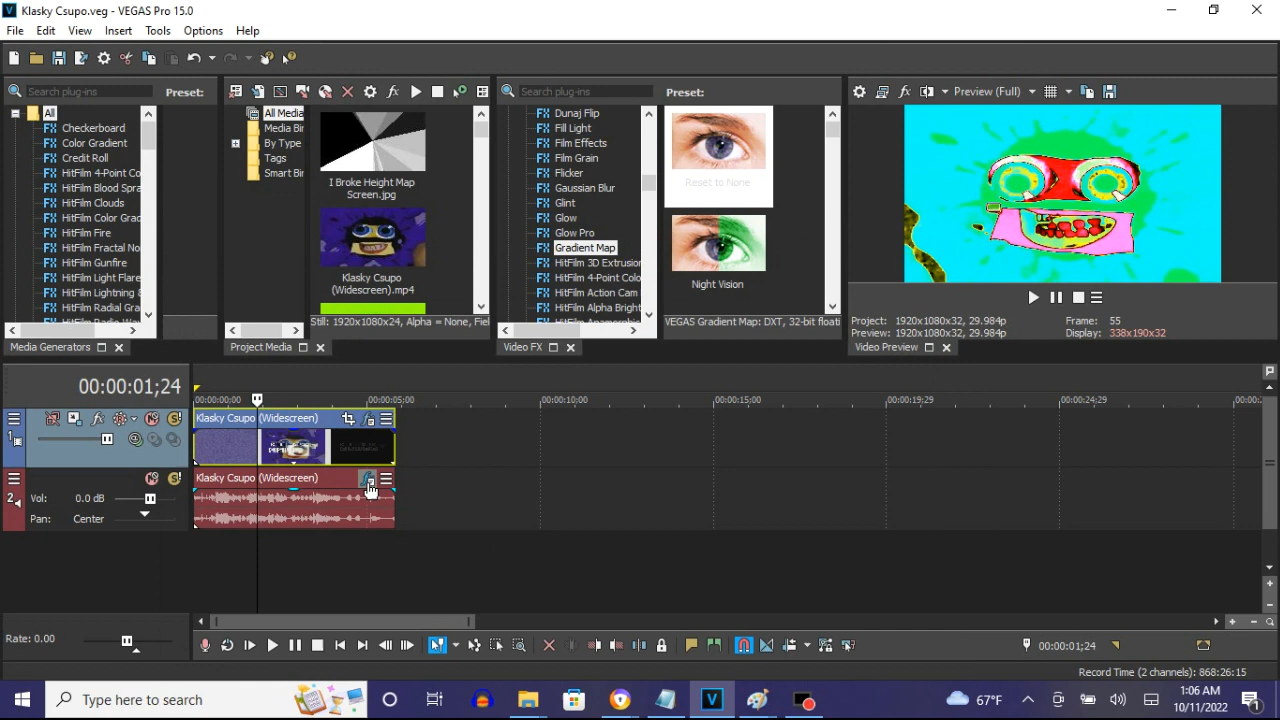 Klasky Csupo.veg - VEGAS Pro 15.0
File Edit View Insert Tools Options Help
Search plug-ins
Preset:
All
Checkerboard
Color Gradient
Credit Roll
HitFilm 4-Point Co
HitFilm Blood Spra
HitFilm Clouds
HitFilm Color Grad
HitFilm Fire
HitFilm Fractal No
HitFilm Gunfire
HitFilm Light Flare
HitFilm Lightning &
HitFilm Radial Gra
Media Generators
All Media
Media Bin
By Type
Tags
Smart Bin
I Broke Height Map
Screen.jpg
Klasky Csupo
(Widescreen).mp4
Still: 1920x1080x24, Alpha = None, Fiel
Project Media
Search plug-ins
Preset:
Dunaj Flip
Fill Light
Film Effects
Film Grain
Flicker
Gaussian Blur
Glint
Glow
Glow Pro
Gradient Map
HitFilm 3D Extrusion
HitFilm 4-Point Colo
HitFilm Action Cam
HitFilm Alpha Bright
Reset to None
Night Vision
VEGAS Gradient Map: DXT, 32-bit floati
Video FX
Preview (Full)
Project: 1920x1080x32, 29.984p
Frame: 55
Preview: 1920x1080x32, 29.984p
Display: 338x190x32
Video Preview
00:00:01;24
00:00:00;00 00:00:05;00 00:00:10;00 00:00:15;00 00:00:19;29 00:00:24;29
1
Klasky Csupo (Widescreen)
2
Klasky Csupo (Widescreen)
Vol: 0.0 dB
Pan: Center
Rate: 0.00
00:00:01;24
Record Time (2 channels): 868:26:15
Type here to search
67°F
1:06 AM
10/11/2022
1